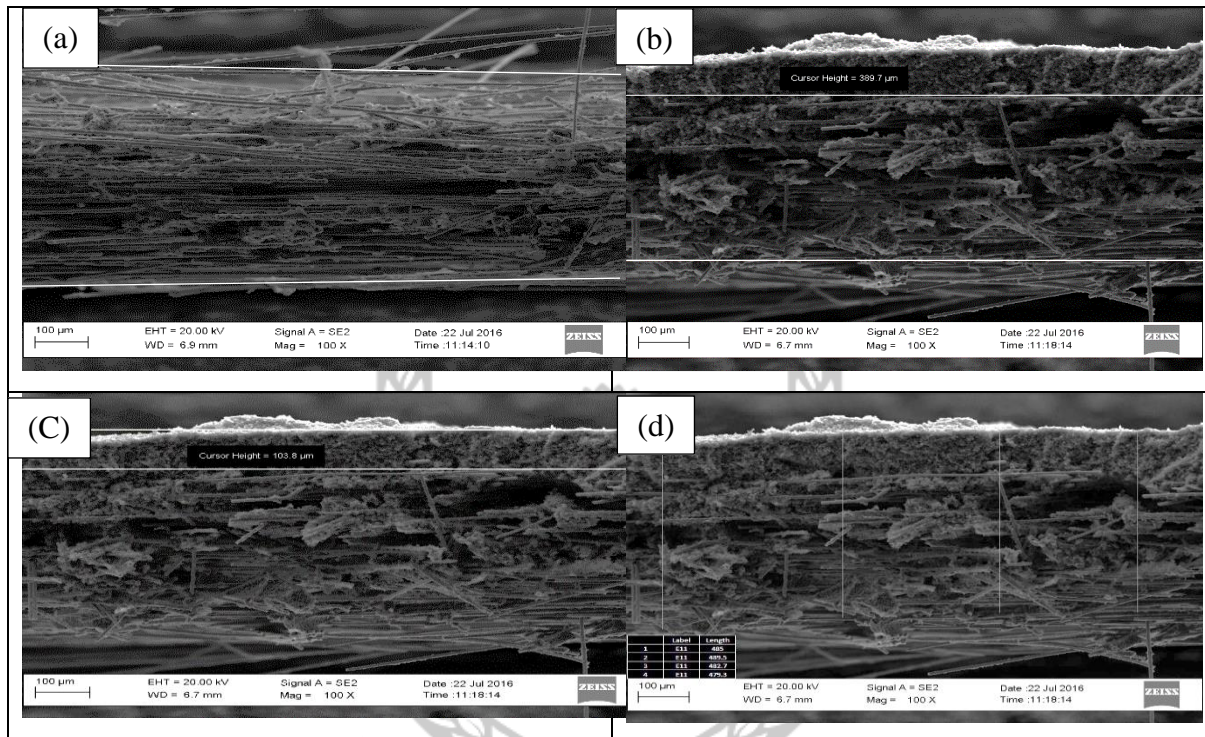 (a)
100 µm
EHT = 20.00 kV
WD = 6.9 mm
Signal A = SE2
Mag = 100 X
Date :22 Jul 2016
Time :11:14:10
ZEISS
(b)
Cursor Height = 389.7 µm
100 µm
EHT = 20.00 kV
WD = 6.7 mm
Signal A = SE2
Mag = 100 X
Date :22 Jul 2016
Time :11:18:14
ZEISS
(C)
Cursor Height = 103.8 µm
100 µm
EHT = 20.00 kV
WD = 6.7 mm
Signal A = SE2
Mag = 100 X
Date :22 Jul 2016
Time :11:18:14
ZEISS
(d)
Label Length
1 E11 485
2 E11 489.5
3 E11 482.7
4 E11 479.3
100 µm
EHT = 20.00 kV
WD = 6.7 mm
Signal A = SE2
Mag = 100 X
Date :22 Jul 2016
Time :11:18:14
ZEISS